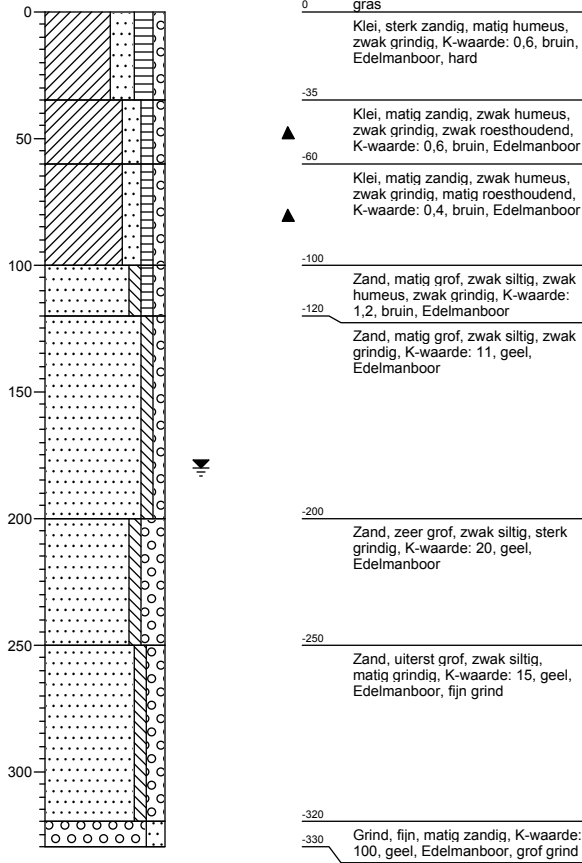 0
gras
Klei, sterk zandig, matig humeus,
zwak grindig, K-waarde: 0,6, bruin,
Edelmanboor, hard
-35
Klei, matig zandig, zwak humeus,
zwak grindig, zwak roesthoudend,
K-waarde: 0,6, bruin, Edelmanboor
-60
Klei, matig zandig, zwak humeus,
zwak grindig, matig roesthoudend,
K-waarde: 0,4, bruin, Edelmanboor
-100
Zand, matig grof, zwak siltig, zwak
humeus, zwak grindig, K-waarde:
1,2, bruin, Edelmanboor
-120
Zand, matig grof, zwak siltig, zwak
grindig, K-waarde: 11, geel,
Edelmanboor
-200
Zand, zeer grof, zwak siltig, sterk
grindig, K-waarde: 20, geel,
Edelmanboor
-250
Zand, uiterst grof, zwak siltig,
matig grindig, K-waarde: 15, geel,
Edelmanboor, fijn grind
-320
Grind, fijn, matig zandig, K-waarde:
100, geel, Edelmanboor, grof grind
-330
0
50
100
150
200
250
300